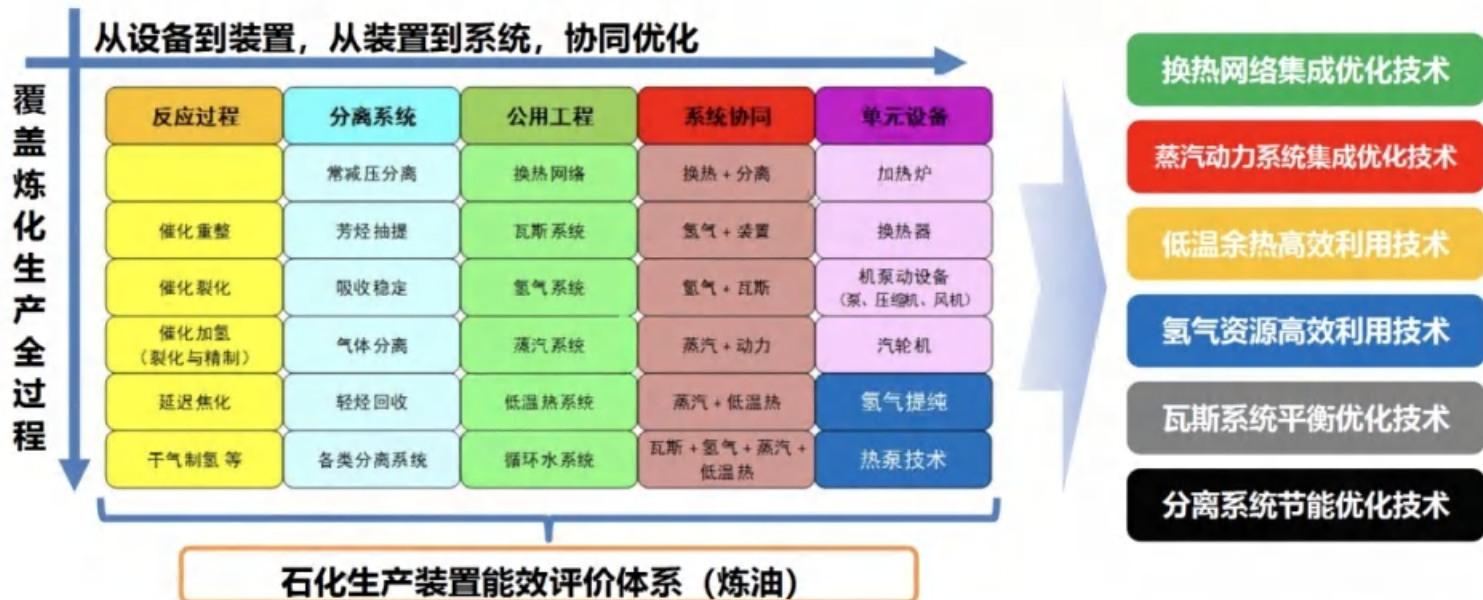 从设备到装置，从装置到系统，协同优化
覆盖炼化生产全过程
反应过程 分离系统 公用工程 系统协同 单元设备
常减压分离 换热网络 换热+分离 加热炉
催化重整 芳烃抽提 瓦斯系统 氢气+装置 换热器
催化裂化 吸收稳定 氢气系统 氢气+瓦斯 机泵动设备
（泵、压缩机、风机）
催化加氢
（裂化与精制） 气体分离 蒸汽系统 蒸汽+动力 汽轮机
延迟焦化 轻烃回收 低温热系统 蒸汽+低温热 氢气提纯
干气制氢 等 各类分离系统 循环水系统 瓦斯+氢气+蒸汽+
低温热 热泵技术
石化生产装置能效评价体系（炼油）
换热网络集成优化技术
蒸汽动力系统集成优化技术
低温余热高效利用技术
氢气资源高效利用技术
瓦斯系统平衡优化技术
分离系统节能优化技术